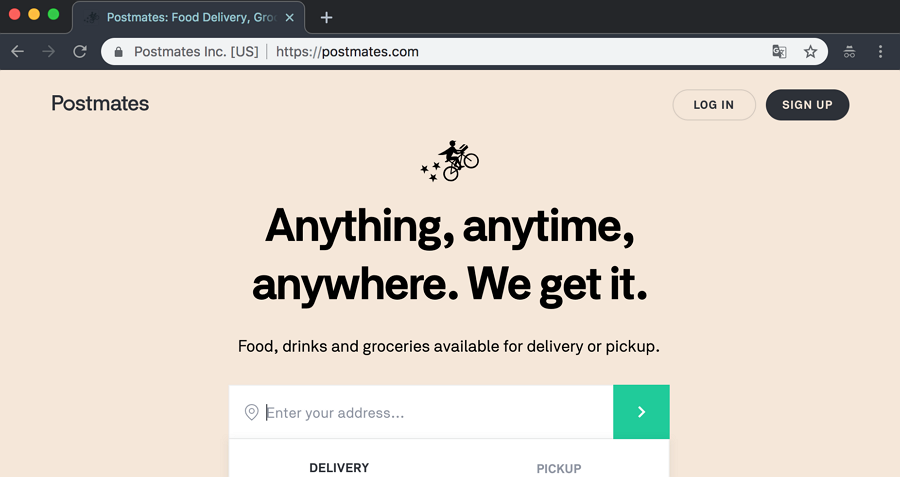 Postmates: Food Delivery, Groc
Postmates Inc. [US] https://postmates.com
Postmates
LOG IN
SIGN UP
Anything, anytime,
anywhere. We get it.
Food, drinks and groceries available for delivery or pickup.
Enter your address...
DELIVERY
PICKUP